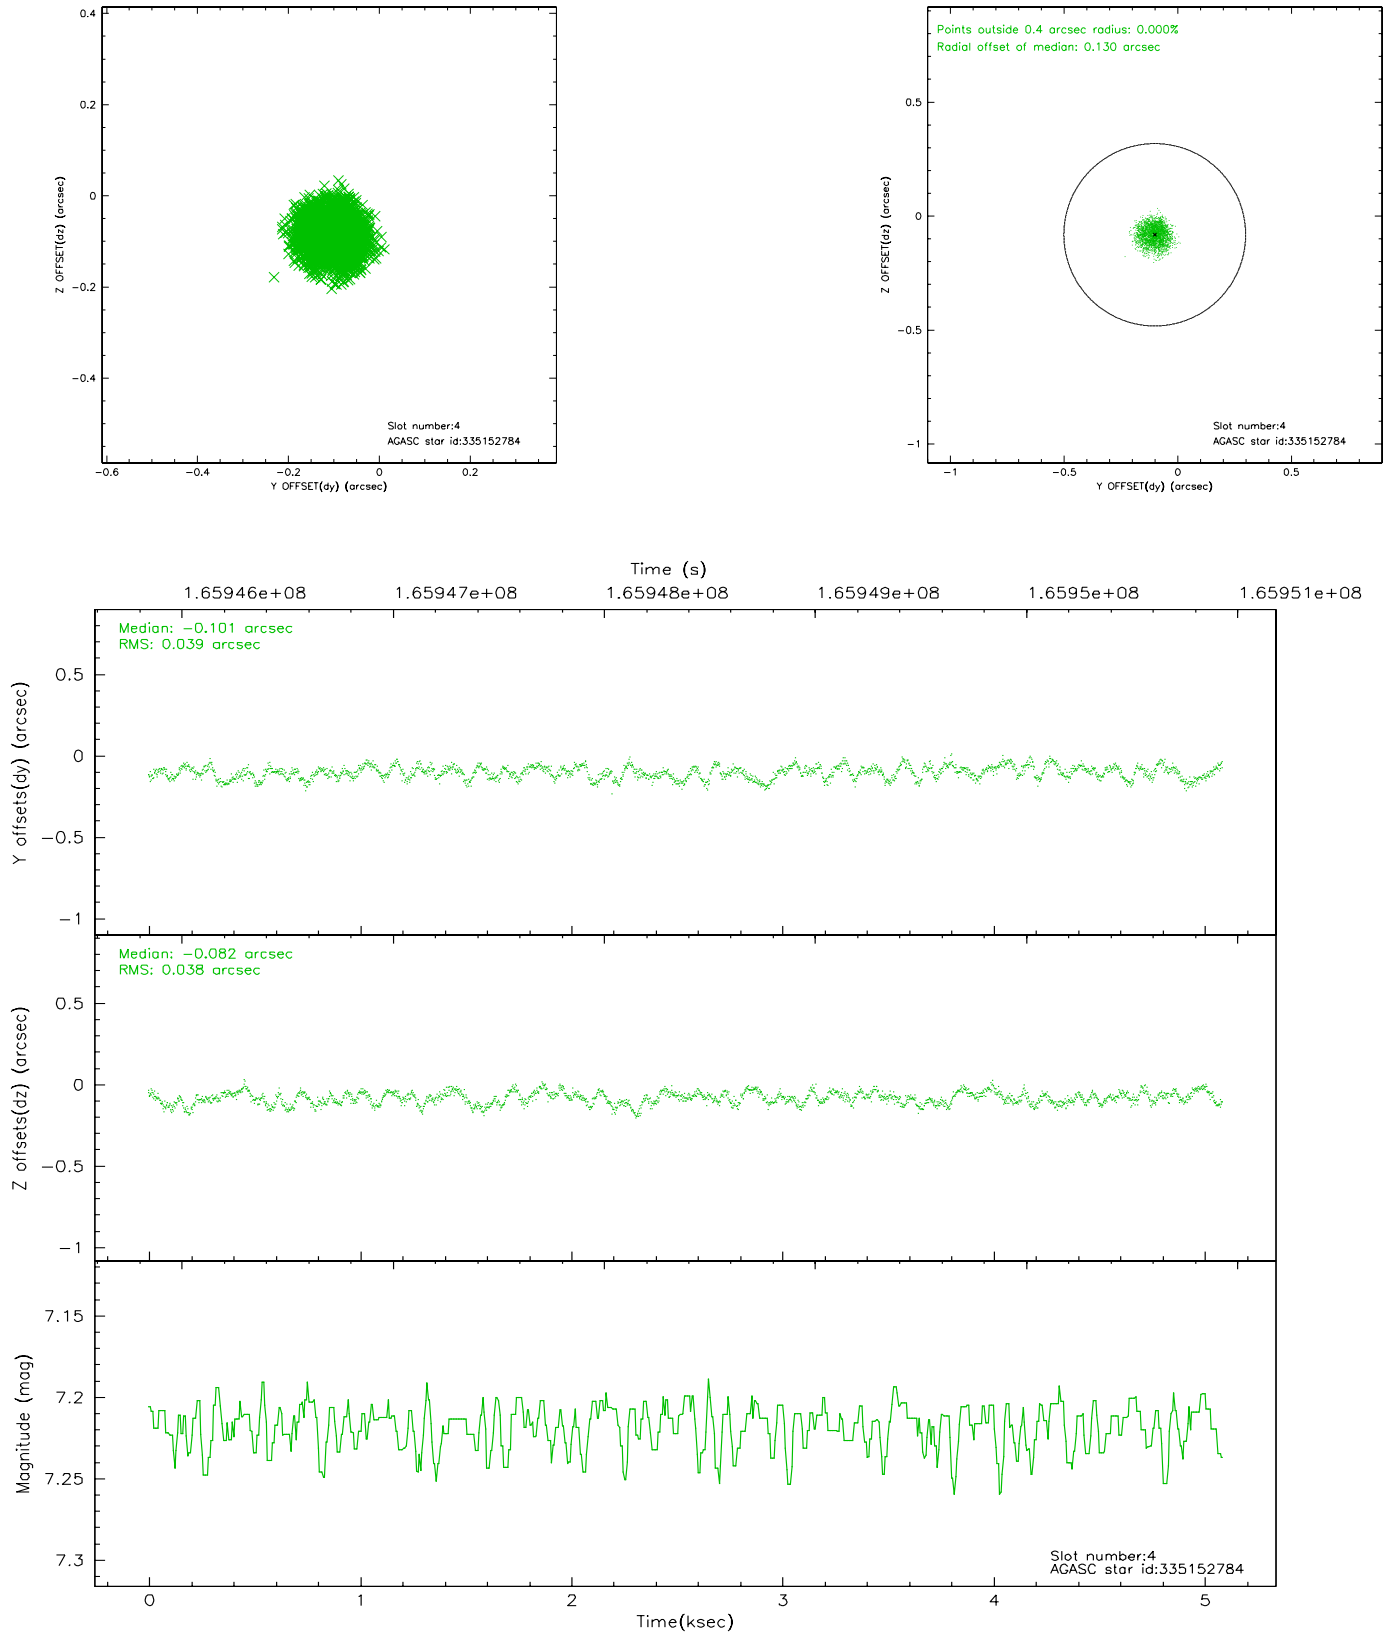 0.4
0.2
0
−0.2
−0.4
Z OFFSET(dz) (arcsec)
−0.6 −0.4 −0.2 0 0.2
Y OFFSET(dy) (arcsec)
Slot number:4
AGASC star id:335152784
Points outside 0.4 arcsec radius: 0.000%
Radial offset of median: 0.130 arcsec
0.5
0
−0.5
−1
Z OFFSET(dz) (arcsec)
−1 −0.5 0 0.5
Y OFFSET(dy) (arcsec)
Slot number:4
AGASC star id:335152784
Time (s)
1.65946e+08 1.65947e+08 1.65948e+08 1.65949e+08 1.6595e+08 1.65951e+08
Median: −0.101 arcsec
RMS: 0.039 arcsec
0.5
0
−0.5
−1
Y offsets(dy) (arcsec)
Median: −0.082 arcsec
RMS: 0.038 arcsec
0.5
0
−0.5
−1
Z offsets(dz) (arcsec)
7.15
7.2
7.25
7.3
Magnitude (mag)
Slot number:4
AGASC star id:335152784
0 1 2 3 4 5
Time(ksec)